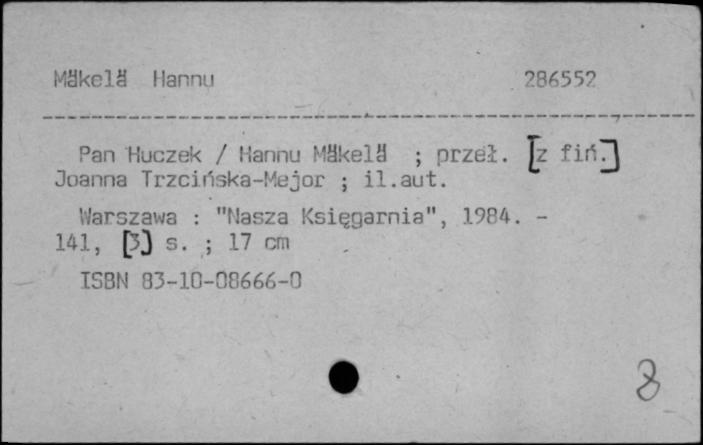 Mäkelä Hannu 286552
Pan Huczek / Hannu Mäkelä ; przeł. [z fiń.]
Joanna Trzcińska-Mejor ; il.aut.
Warszawa : "Nasza Księgarnia", 1984. -
141, [3] s. ; 17 cm
ISBN 83-10-08666-0
8